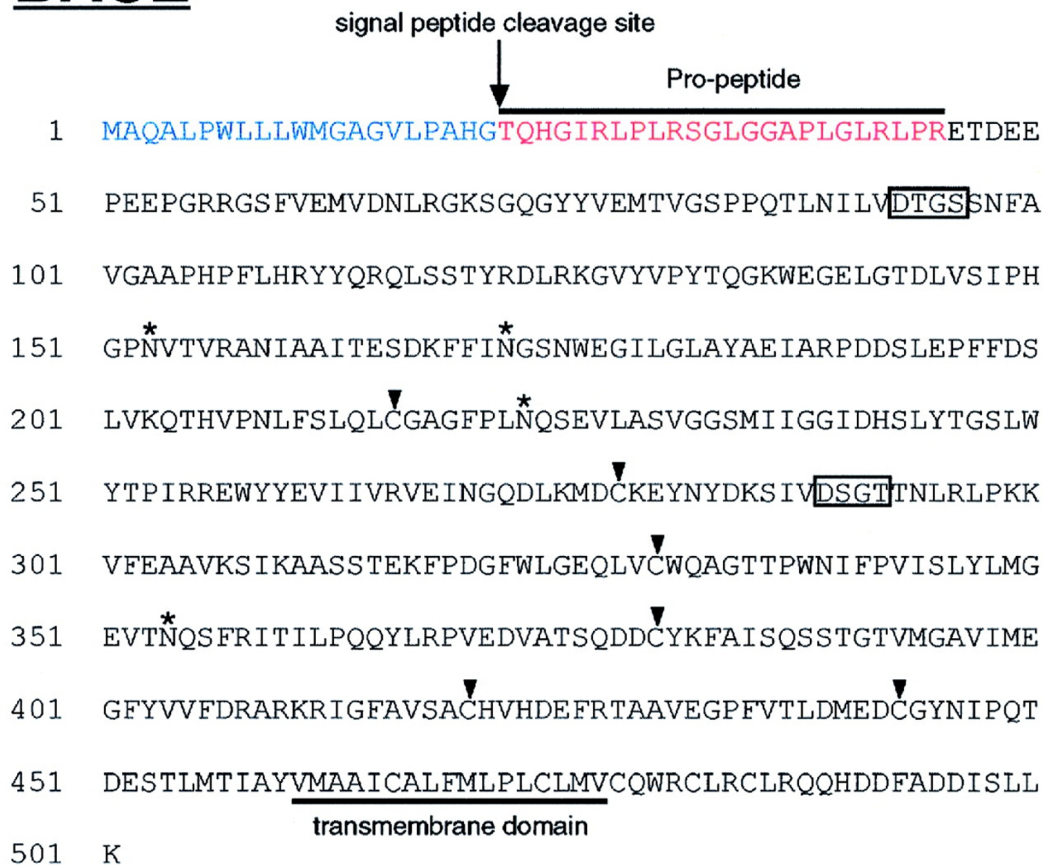 signal peptide cleavage site
Pro-peptide
1 MAQALPWLLLWMGAGVLPAHGTQHGIRLPLRSGLGGAPLGLRLPRETDEE
51 PEEPGRRGSFVEMVDNLRGKSGQGYYVEMTVGSPPQTLNILVDTGSSNFA
101 VGAAPHPFLHRYYQRQLSSTYRDLRKGVYVPYTQGKWEGELGTDLVSIPH
* *
151 GPNVTVRANIAAITESDKFFINGSNWEGILGLAYAEIARPDDSLEPFFDS
*
201 LVKQTHVPNLFSLQLCGAGFPLNQSEVLASVGGSMIIGGIDHSLYTGSLW
251 YTPIRREWYYEVIIVRVEINGQDLKMDCKEYNYDKSIVDSGTTNLRLPKK
301 VFEAAVKSIKAASSTEKFPDGFWLGEQLVCWQAGTTPWNIFPVISLYLMG
*
351 EVTNQSFRITILPQQYLRPVEDVATSQDDCYKFAISQSSTGTVMGAVIME
401 GFYVVFDRARKRIGFAVSACHVHDEFRTAAVEGPFVTLDMEDCGYNIPQT
451 DESTLMTIAYVMAAICALFMLPLCLMVCQWRCLRCLRQQHDDFADDISLL
transmembrane domain
501 K